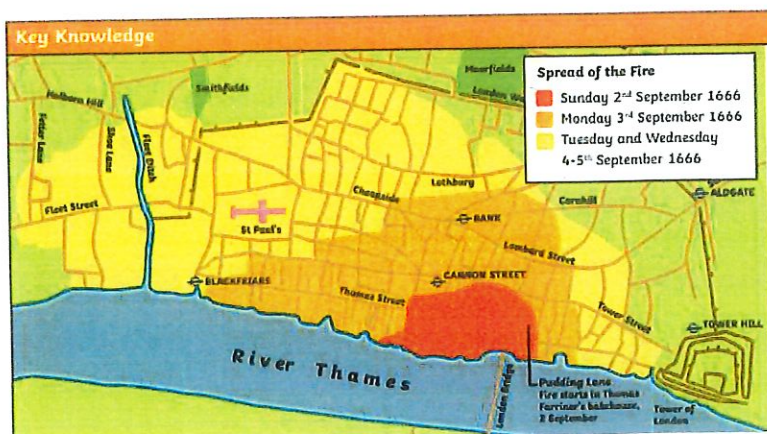 Key Knowledge
Spread of the Fire
Sunday 2nd September 1666
Monday 3rd September 1666
Tuesday and Wednesday
4-5th September 1666
Moorfields
London Wa
Smithfields
Holborn Hill
Fetter Lane
Shoe Lane
Fleet Ditch
Fleet Street
St Paul's
Cheapside
Lothbury
Cornhill
ALDGATE
BANK
Lombard Street
CANNON STREET
BLACKFRIARS
Thames Street
Tower Street
TOWER HILL
River Thames
London Bridge
Pudding Lane
Fire starts in Thomas
Farriner's bakehouse,
2 September
Tower of
London